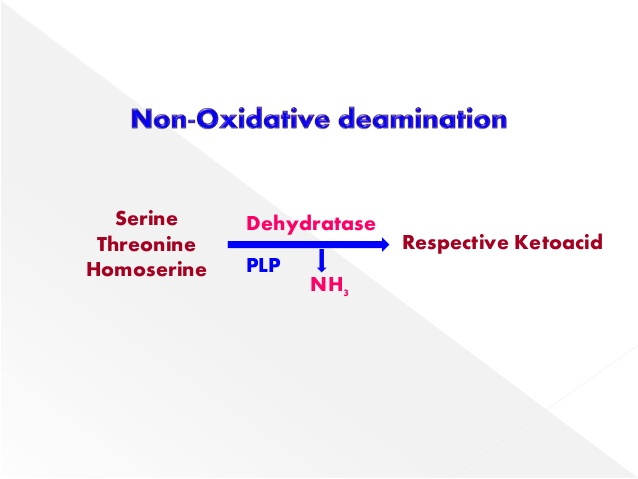 Non-Oxidative deamination
Serine
Threonine
Homoserine
Dehydratase
PLP
NH₃
Respective Ketoacid